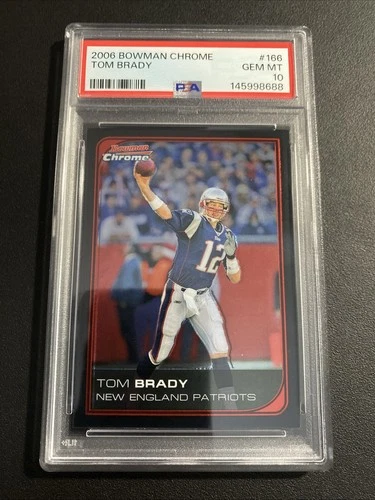 2006 BOWMAN CHROME #166
TOM BRADY GEM MT
10
PSA 145998688
Bowman
Chrome
12
TOM BRADY
NEW ENGLAND PATRIOTS